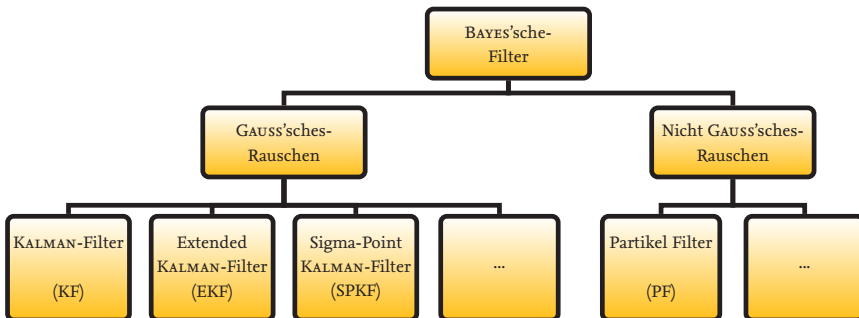 Bayes'sche-
Filter
Gauss'sches-
Rauschen
Nicht Gauss'sches-
Rauschen
Kalman-Filter
(KF)
Extended
Kalman-Filter
(EKF)
Sigma-Point
Kalman-Filter
(SPKF)
...
Partikel Filter
(PF)
...